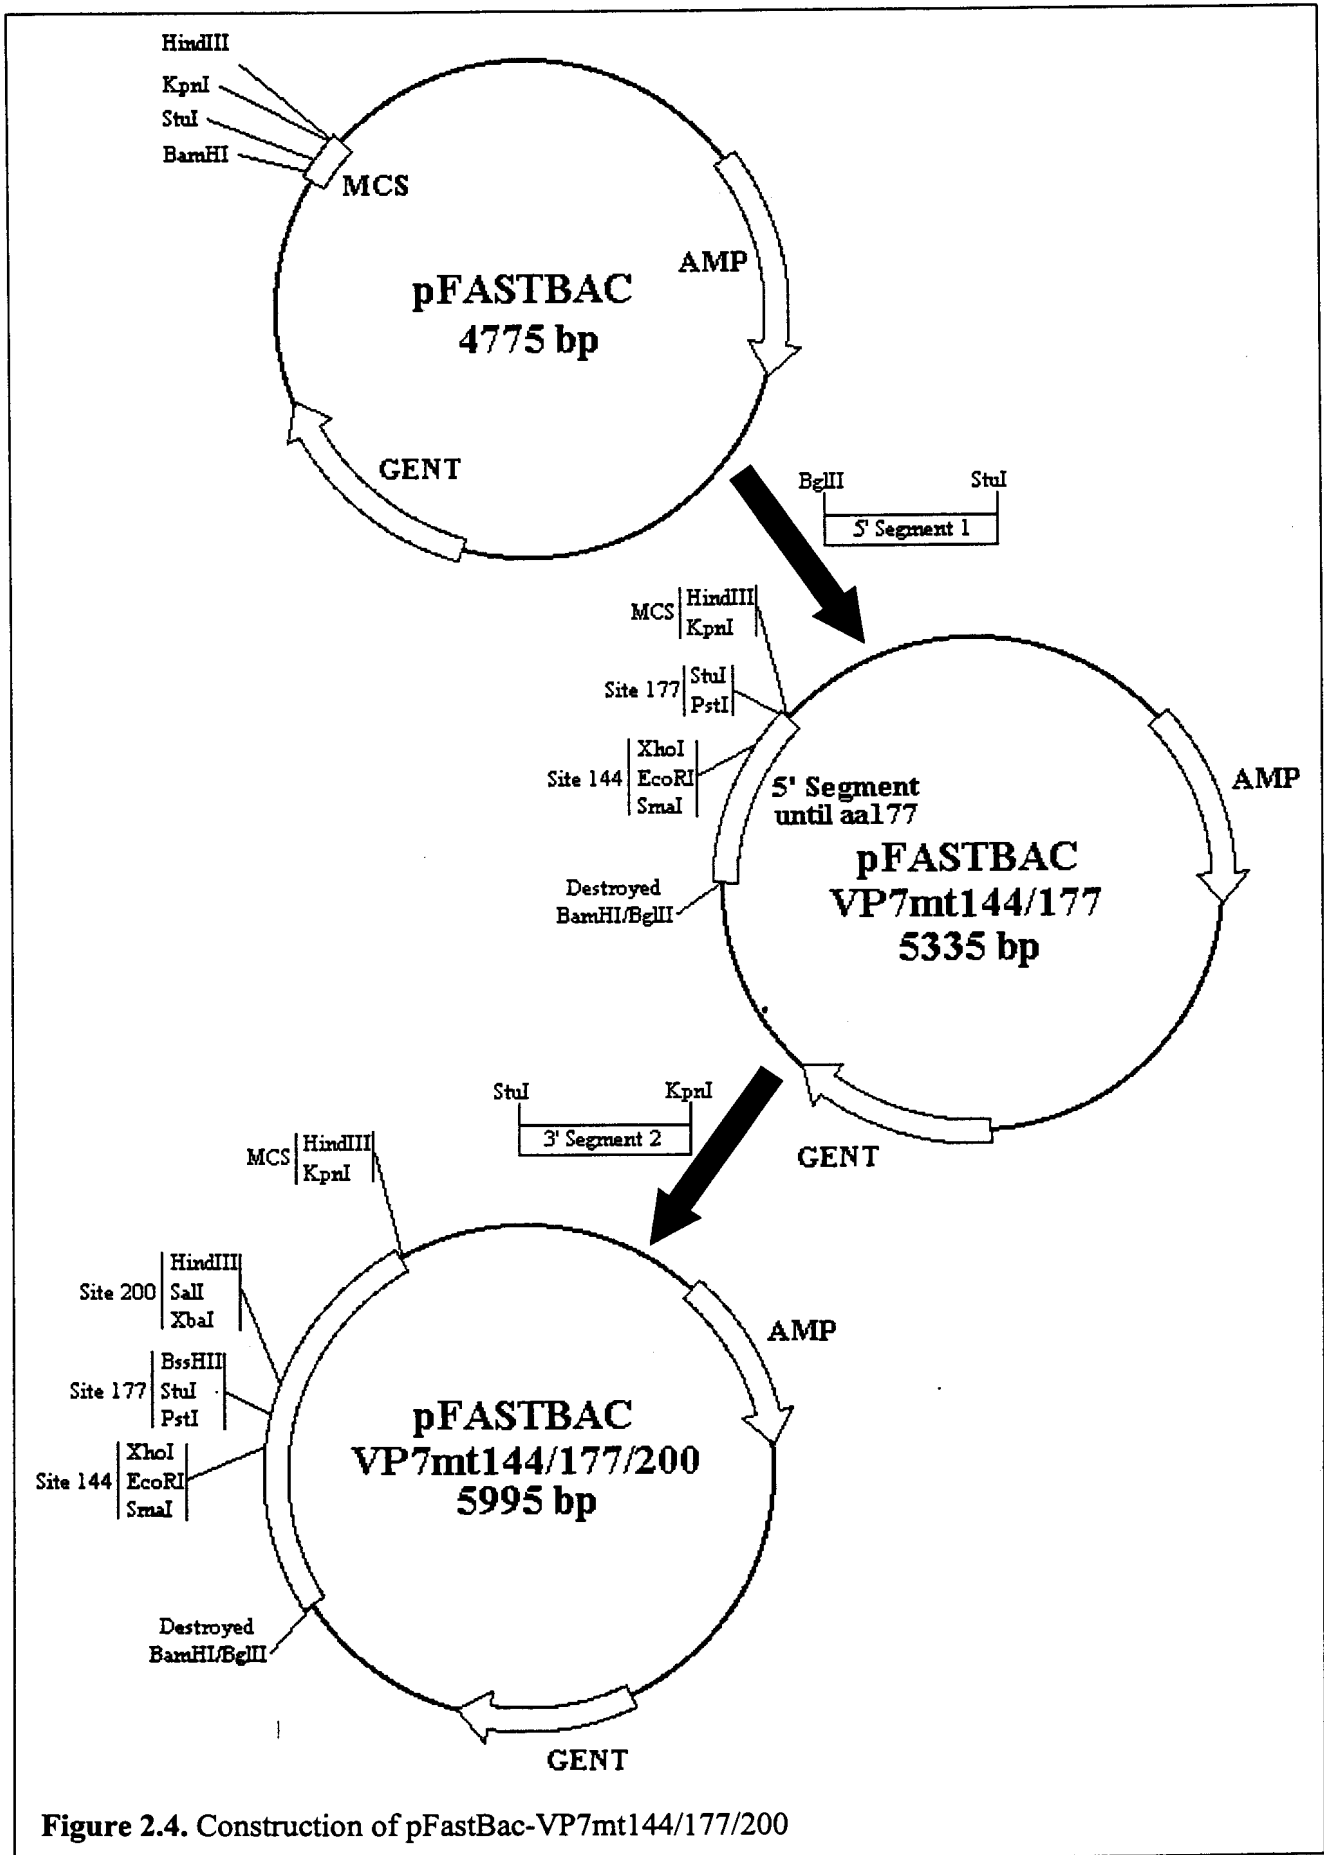 HindIII
KpnI
StuI
BamHI
MCS
AMP
pFASTBAC
4775 bp
GENT
BglII StuI
5' Segment 1
MCS HindIII
KpnI
Site 177 StuI
PstI
XhoI
Site 144 EcoRI
SmaI
5' Segment
until aa177
AMP
pFASTBAC
VP7mt144/177
5335 bp
Destroyed
BamHI/BglII
GENT
StuI KpnI
3' Segment 2
MCS HindIII
KpnI
HindIII
Site 200 SalI
XbaI
BssHII
Site 177 StuI
PstI
XhoI
Site 144 EcoRI
SmaI
AMP
pFASTBAC
VP7mt144/177/200
5995 bp
Destroyed
BamHI/BglII
GENT
Figure 2.4. Construction of pFastBac-VP7mt144/177/200